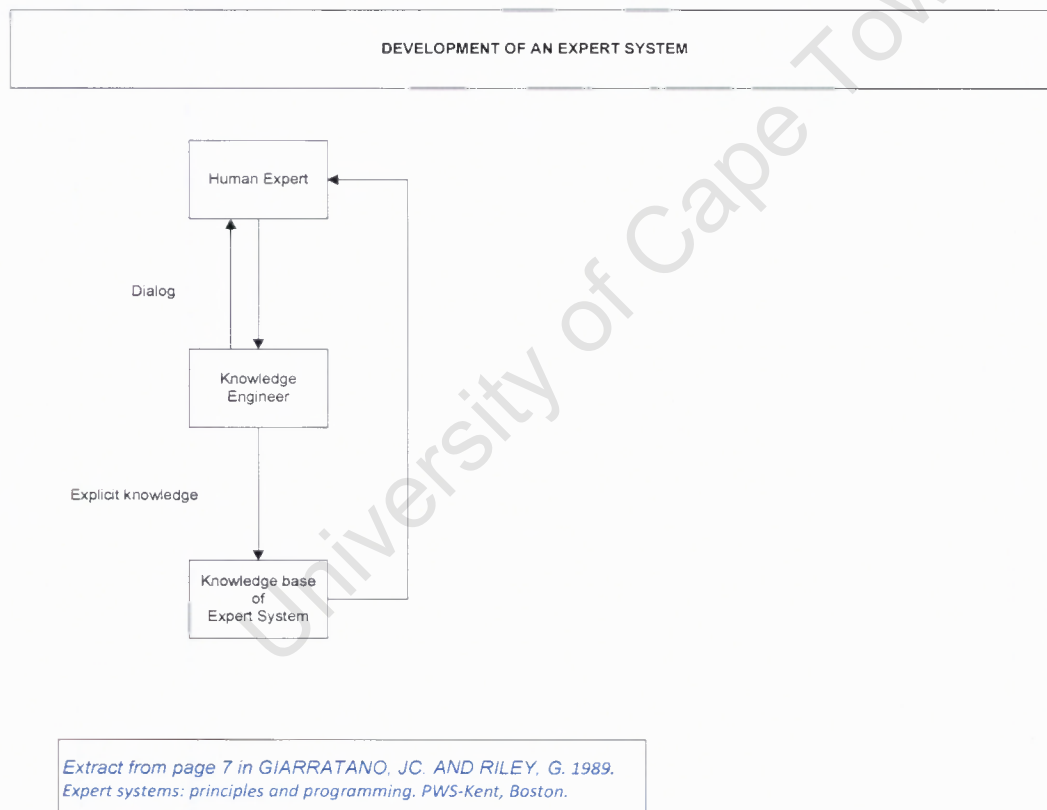 DEVELOPMENT OF AN EXPERT SYSTEM
Human Expert
Dialog
Knowledge
Engineer
Explicit knowledge
Knowledge base
of
Expert System
Extract from page 7 in GIARRATANO, JC. AND RILEY, G. 1989.
Expert systems: principles and programming. PWS-Kent, Boston.
University of Cape Tow